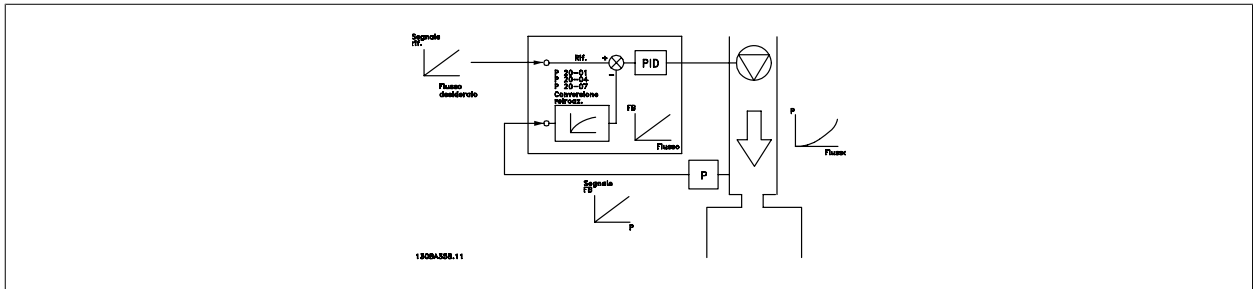 Segnale
rif.
Flusso
desiderato
Rif.
+
-
P 20-01
P 20-04
P 20-07
Conversione
retroaz.
PID
FB
Flusso
P
Flusso
P
Segnale
FB
P
130BA358.11